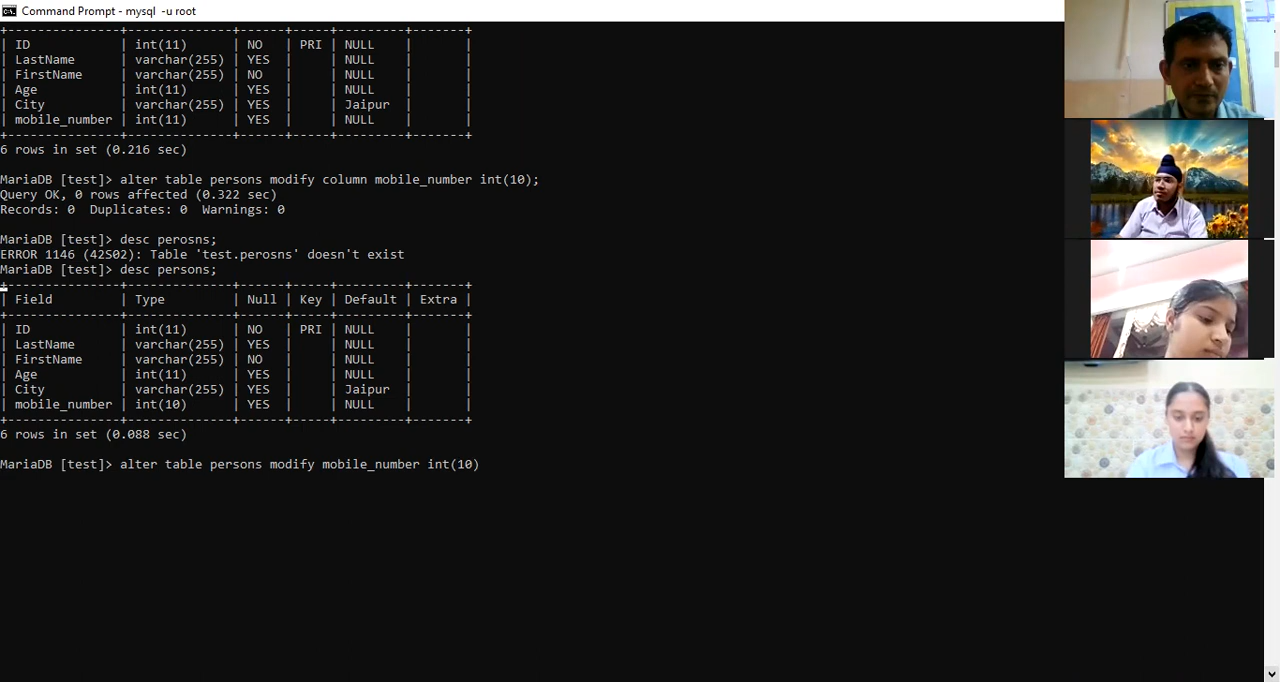 Command Prompt - mysql -u root
+--------------+--------------+------+-----+---------+-------+
| ID | int(11) | NO | PRI | NULL | |
| LastName | varchar(255) | YES | | NULL | |
| FirstName | varchar(255) | NO | | NULL | |
| Age | int(11) | YES | | NULL | |
| City | varchar(255) | YES | | Jaipur | |
| mobile_number | int(11) | YES | | NULL | |
+--------------+--------------+------+-----+---------+-------+
6 rows in set (0.216 sec)
MariaDB [test]> alter table persons modify column mobile_number int(10);
Query OK, 0 rows affected (0.322 sec)
Records: 0 Duplicates: 0 Warnings: 0
MariaDB [test]> desc perosns;
ERROR 1146 (42S02): Table 'test.perosns' doesn't exist
MariaDB [test]> desc persons;
+--------------+--------------+------+-----+---------+-------+
| Field | Type | Null | Key | Default | Extra |
+--------------+--------------+------+-----+---------+-------+
| ID | int(11) | NO | PRI | NULL | |
| LastName | varchar(255) | YES | | NULL | |
| FirstName | varchar(255) | NO | | NULL | |
| Age | int(11) | YES | | NULL | |
| City | varchar(255) | YES | | Jaipur | |
| mobile_number | int(10) | YES | | NULL | |
+--------------+--------------+------+-----+---------+-------+
6 rows in set (0.088 sec)
MariaDB [test]> alter table persons modify mobile_number int(10)